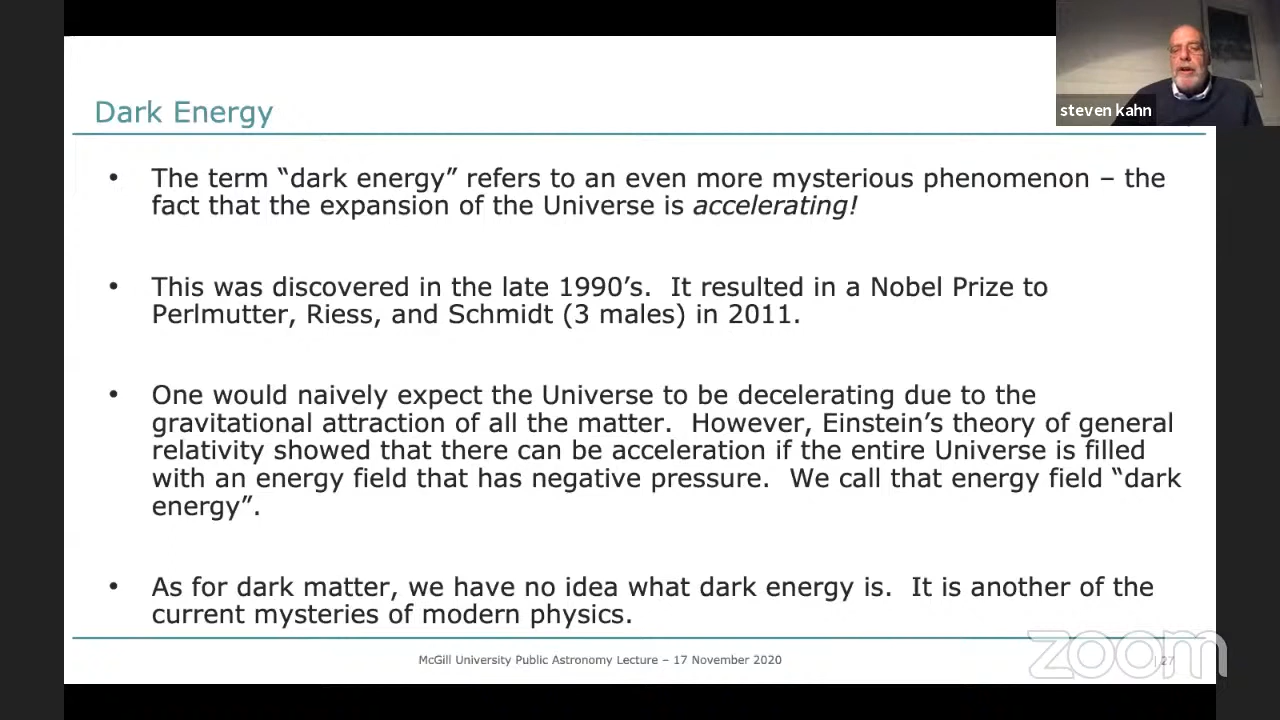 steven kahn
Dark Energy
• The term “dark energy” refers to an even more mysterious phenomenon – the
fact that the expansion of the Universe is accelerating!
• This was discovered in the late 1990’s.  It resulted in a Nobel Prize to
Perlmutter, Riess, and Schmidt (3 males) in 2011.
• One would naively expect the Universe to be decelerating due to the
gravitational attraction of all the matter.  However, Einstein’s theory of general
relativity showed that there can be acceleration if the entire Universe is filled
with an energy field that has negative pressure.  We call that energy field “dark
energy”.
• As for dark matter, we have no idea what dark energy is.  It is another of the
current mysteries of modern physics.
McGill University Public Astronomy Lecture – 17 November 2020
| 27
zoom